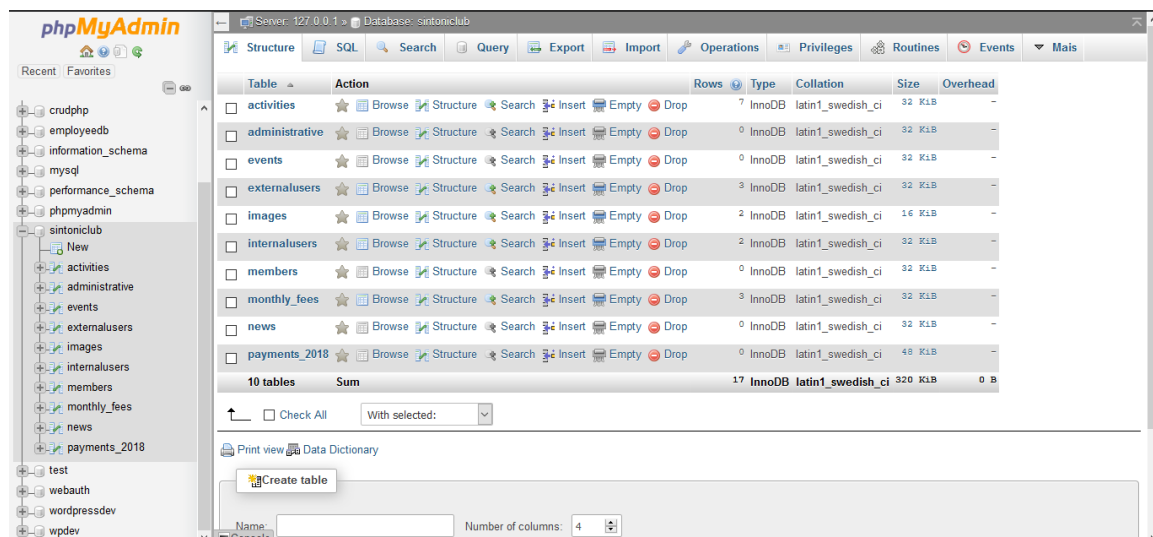 phpMyAdmin
Recent Favorites
crudphp
employeedb
information_schema
mysql
performance_schema
phpmyadmin
sintoniclub
New
activities
administrative
events
externalusers
images
internalusers
members
monthly_fees
news
payments_2018
test
webauth
wordpressdev
wpdev
Server: 127.0.0.1 » Database: sintoniclub
Structure SQL Search Query Export Import Operations Privileges Routines Events Mais
Table Action Rows Type Collation Size Overhead
activities Browse Structure Search Insert Empty Drop 7 InnoDB latin1_swedish_ci 32 KiB -
administrative Browse Structure Search Insert Empty Drop 0 InnoDB latin1_swedish_ci 32 KiB -
events Browse Structure Search Insert Empty Drop 0 InnoDB latin1_swedish_ci 32 KiB -
externalusers Browse Structure Search Insert Empty Drop 3 InnoDB latin1_swedish_ci 32 KiB -
images Browse Structure Search Insert Empty Drop 2 InnoDB latin1_swedish_ci 16 KiB -
internalusers Browse Structure Search Insert Empty Drop 2 InnoDB latin1_swedish_ci 32 KiB -
members Browse Structure Search Insert Empty Drop 0 InnoDB latin1_swedish_ci 32 KiB -
monthly_fees Browse Structure Search Insert Empty Drop 3 InnoDB latin1_swedish_ci 32 KiB -
news Browse Structure Search Insert Empty Drop 0 InnoDB latin1_swedish_ci 32 KiB -
payments_2018 Browse Structure Search Insert Empty Drop 0 InnoDB latin1_swedish_ci 48 KiB -
10 tables Sum 17 InnoDB latin1_swedish_ci 320 KiB 0 B
Check All With selected:
Print view Data Dictionary
Create table
Name: Number of columns: 4
Console